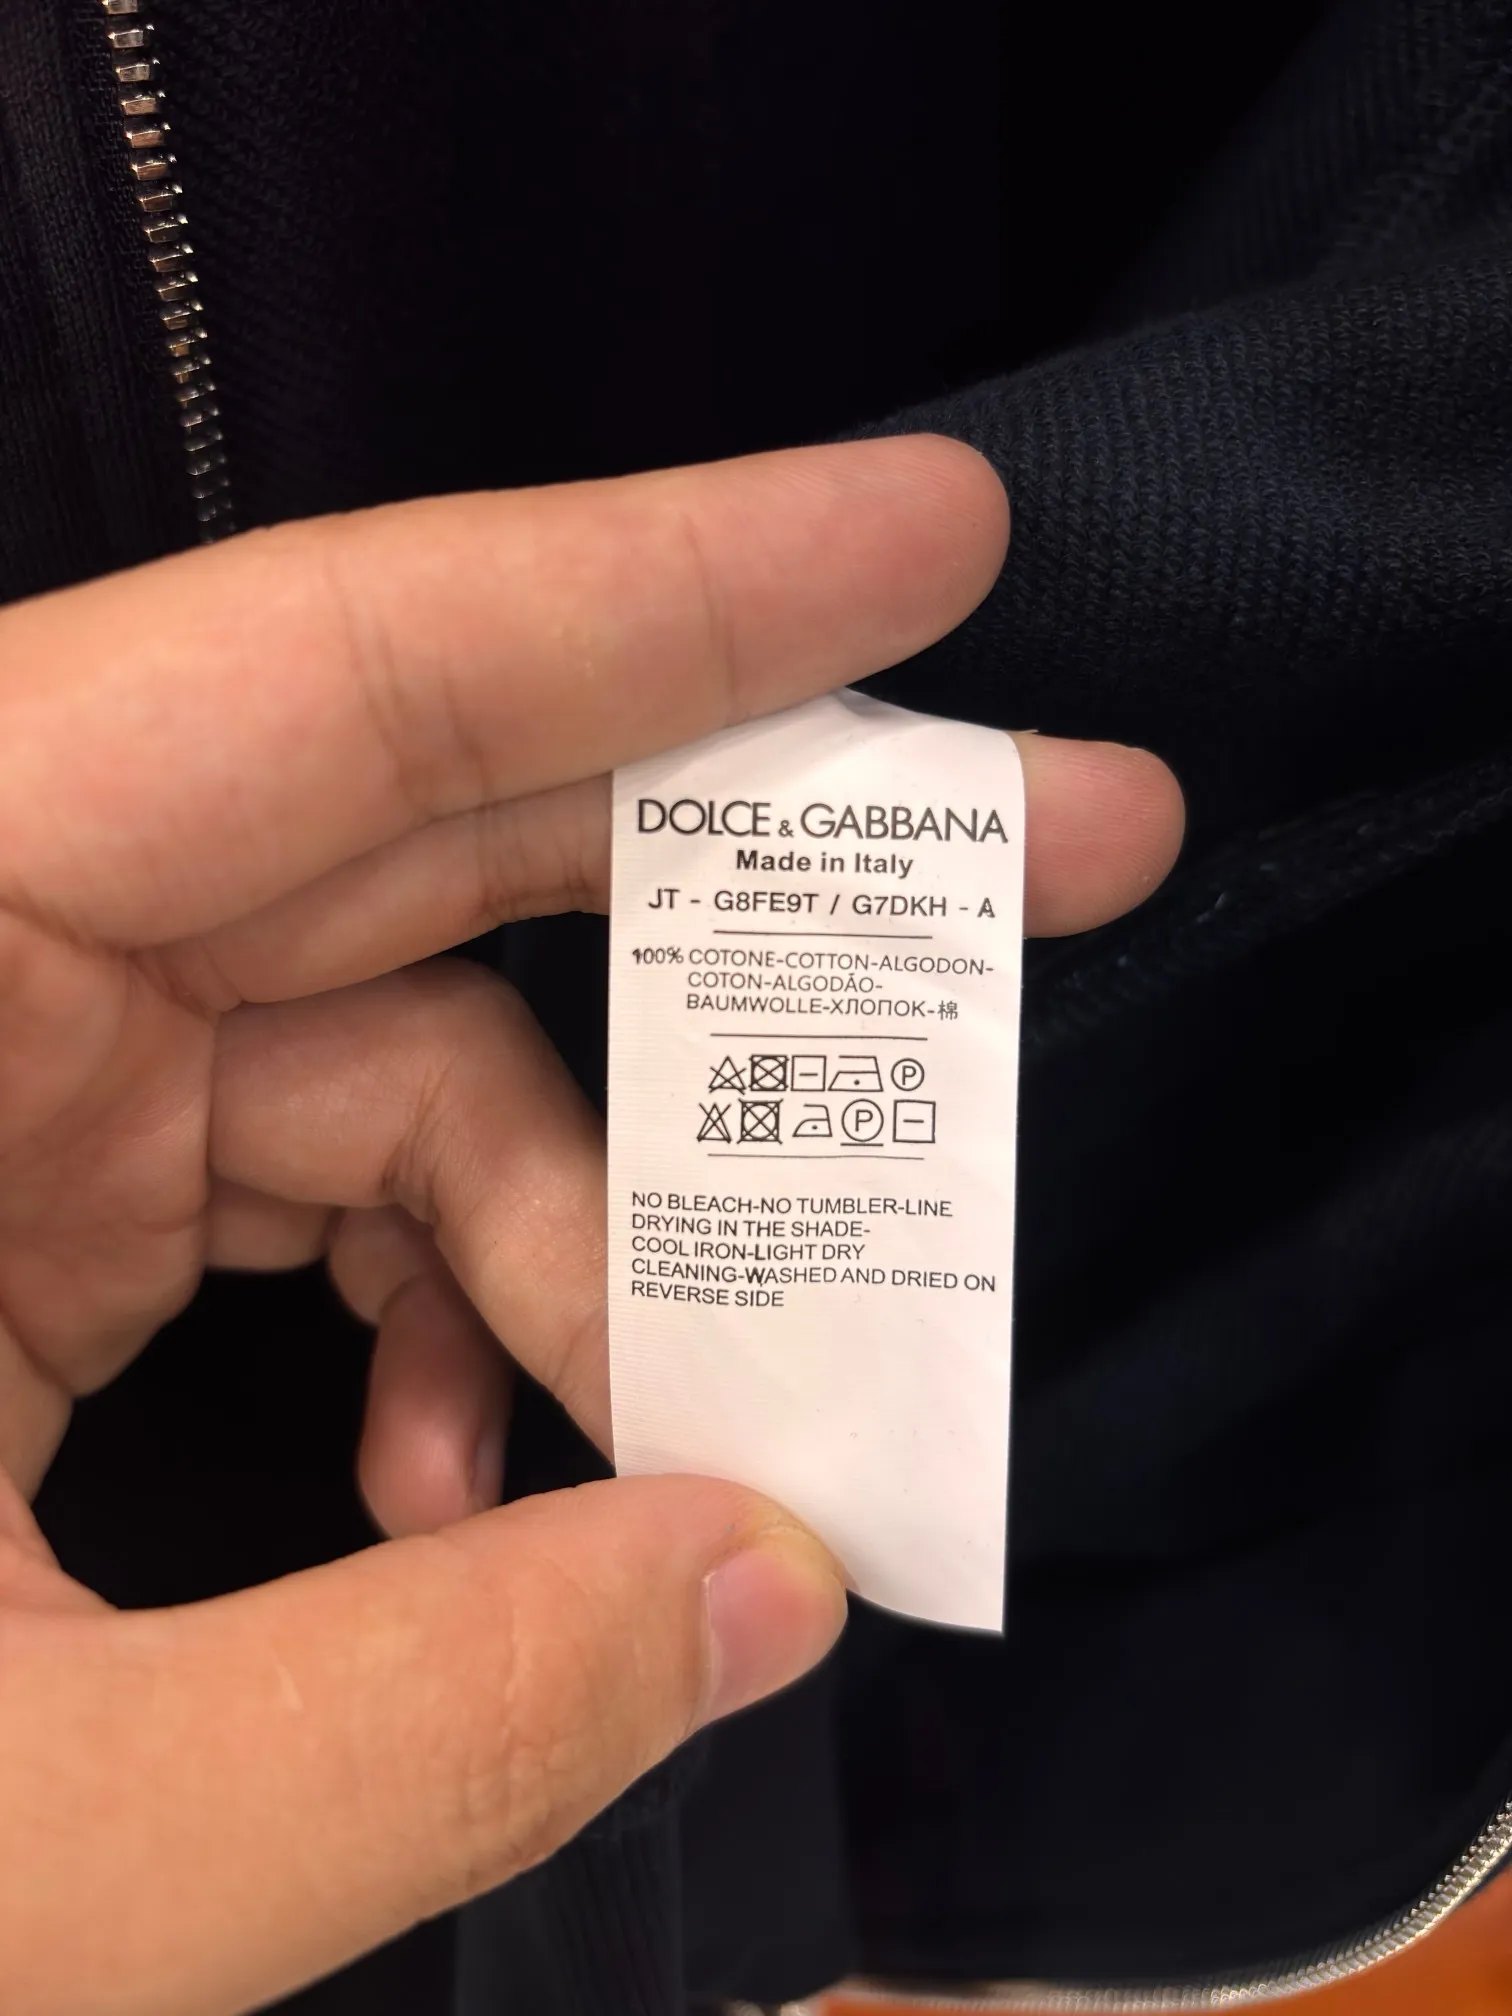 DOLCE & GABBANA
Made in Italy
JT - G8FE9T / G7DKH - A
100% COTONE-COTTON-ALGODON-
COTON-ALGODÃO-
BAUMWOLLE-ХЛОПОК-棉
P
P
NO BLEACH-NO TUMBLER-LINE
DRYING IN THE SHADE-
COOL IRON-LIGHT DRY
CLEANING-WASHED AND DRIED ON
REVERSE SIDE